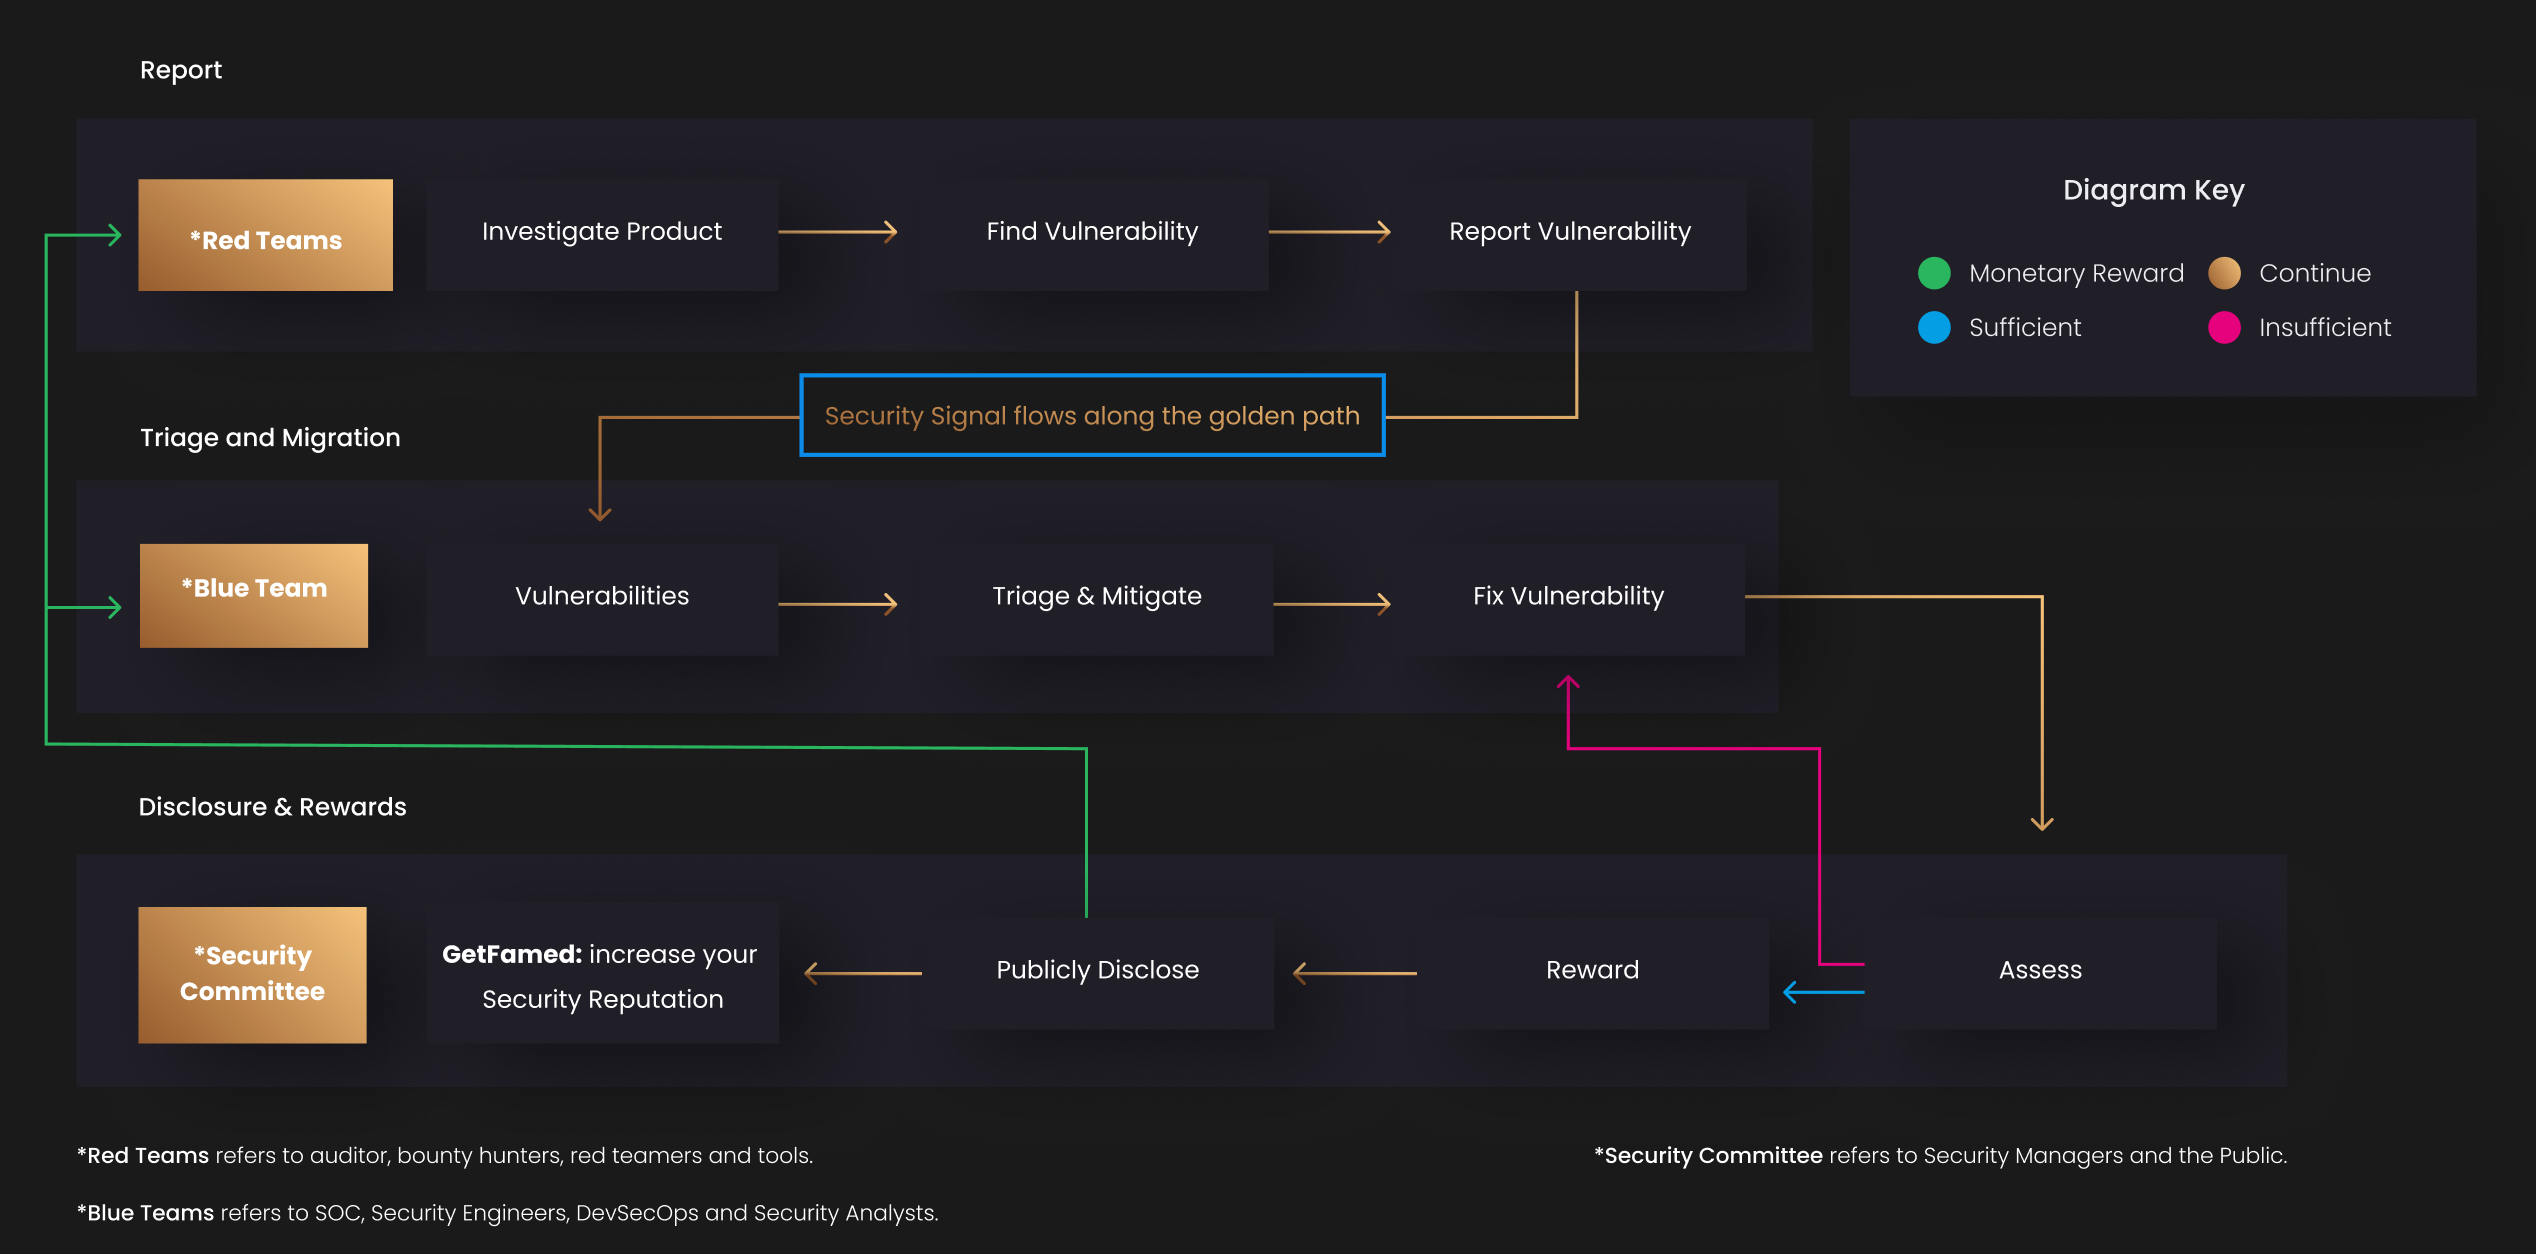 Report
*Red Teams
Investigate Product
Find Vulnerability
Report Vulnerability
Diagram Key
Monetary Reward
Continue
Sufficient
Insufficient
Security Signal flows along the golden path
Triage and Migration
*Blue Team
Vulnerabilities
Triage & Mitigate
Fix Vulnerability
Disclosure & Rewards
*Security
Committee
GetFamed: increase your
Security Reputation
Publicly Disclose
Reward
Assess
*Red Teams refers to auditor, bounty hunters, red teamers and tools.
*Security Committee refers to Security Managers and the Public.
*Blue Teams refers to SOC, Security Engineers, DevSecOps and Security Analysts.